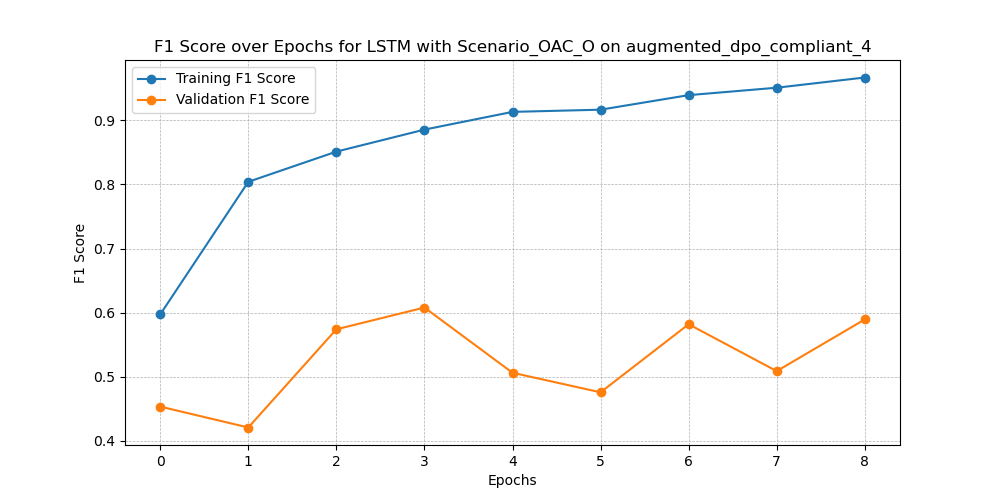 F1 Score over Epochs for LSTM with Scenario_OAC_O on augmented_dpo_compliant_4
Training F1 Score
Validation F1 Score
F1 Score
0.9
0.8
0.7
0.6
0.5
0.4
0 1 2 3 4 5 6 7 8
Epochs